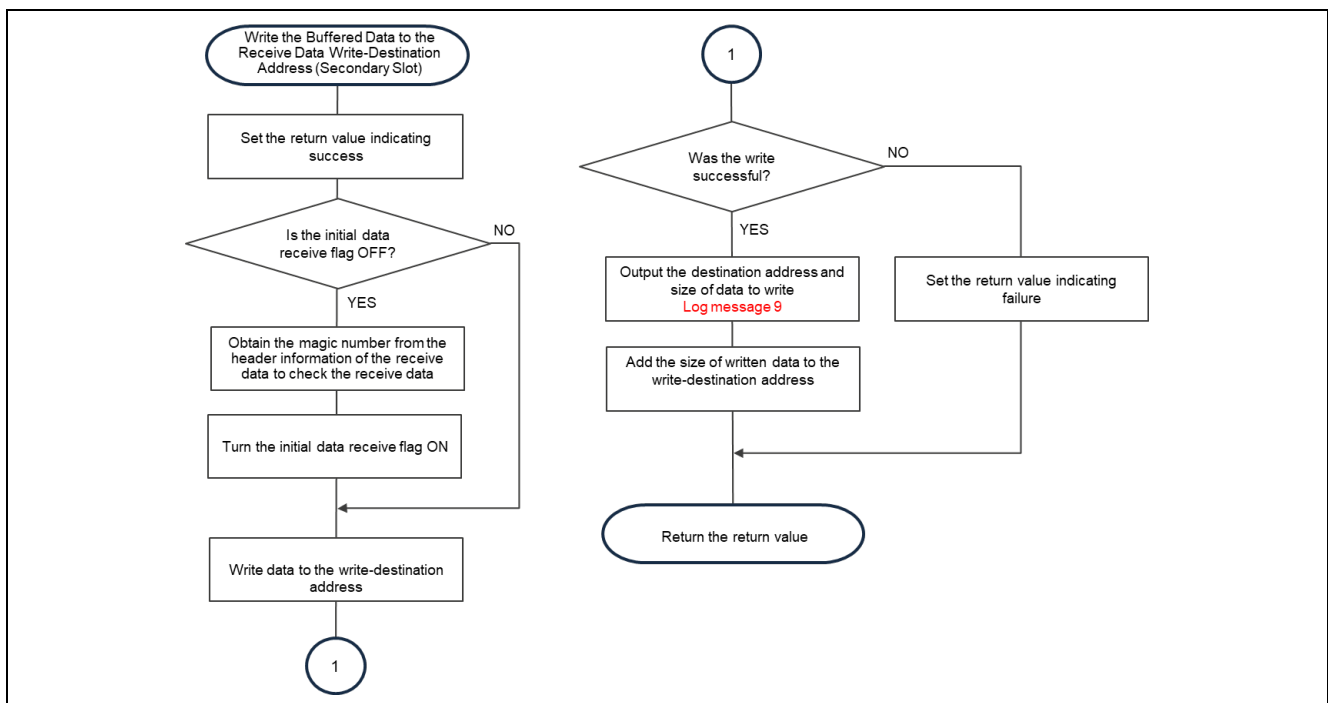 Write the Buffered Data to the
Receive Data Write-Destination
Address (Secondary Slot)
Set the return value indicating
success
Is the initial data
receive flag OFF?
NO
YES
Obtain the magic number from the
header information of the receive
data to check the receive data
Turn the initial data receive flag ON
Write data to the write-destination
address
1
1
Was the write
successful?
NO
YES
Output the destination address and
size of data to write
Log message 9
Set the return value indicating
failure
Add the size of written data to the
write-destination address
Return the return value